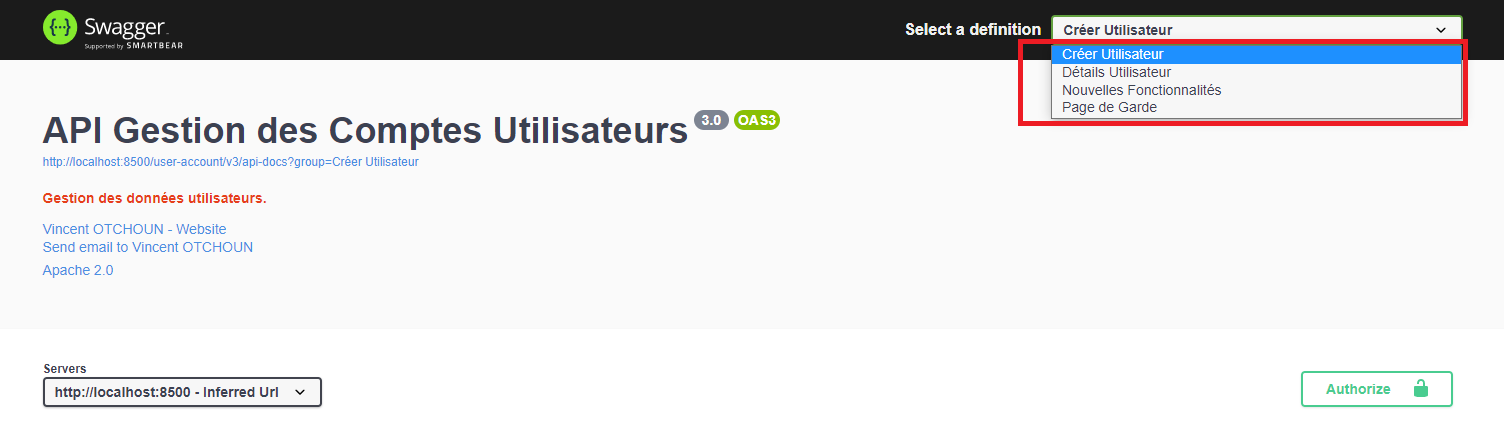 Swagger
Supported by SMARTBEAR
Select a definition
Créer Utilisateur
Créer Utilisateur
Détails Utilisateur
Nouvelles Fonctionnalités
Page de Garde
API Gestion des Comptes Utilisateurs 3.0 OAS3
http://localhost:8500/user-account/v3/api-docs?group=Créer Utilisateur
Gestion des données utilisateurs.
Vincent OTCHOUN - Website
Send email to Vincent OTCHOUN
Apache 2.0
Servers
http://localhost:8500 - Inferred Url
Authorize